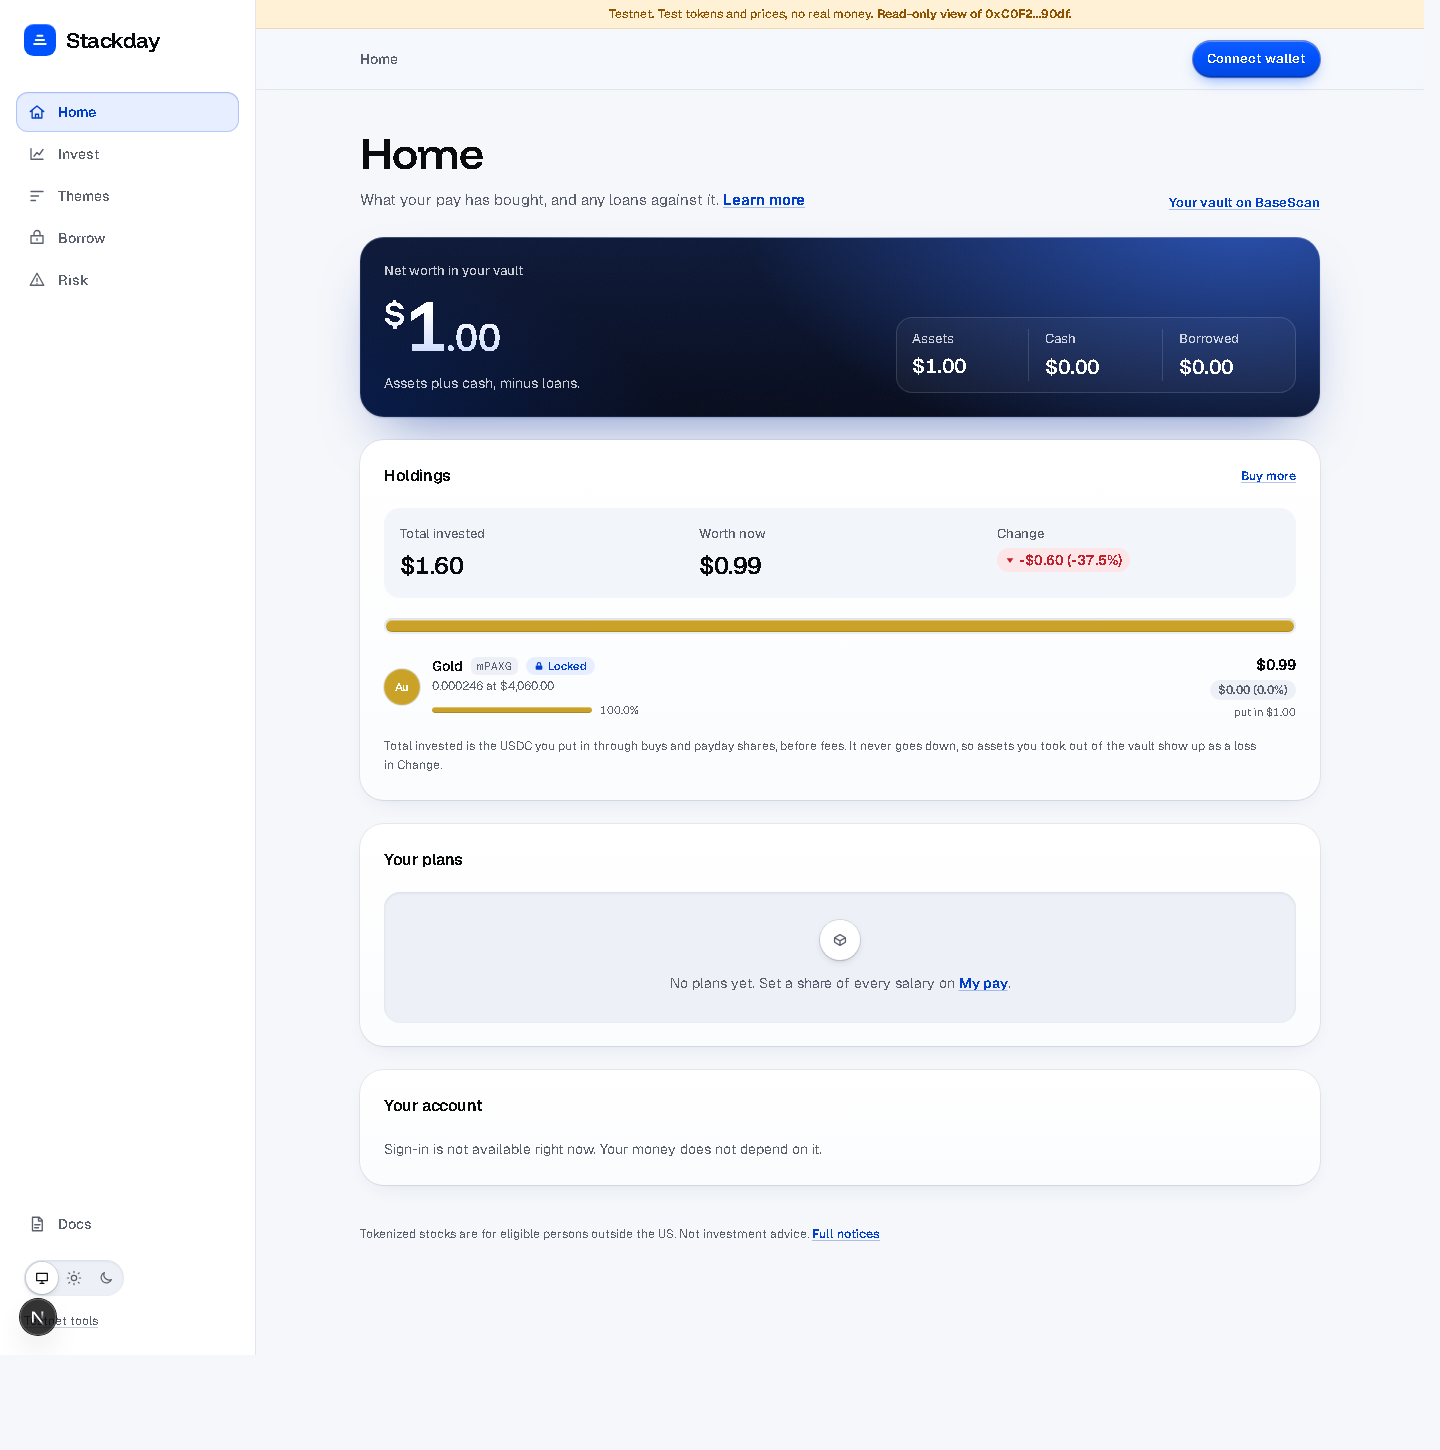 Stackday
Testnet. Test tokens and prices, no real money. Read-only view of 0xC0F2…90df.
Home
Connect wallet
Home
Invest
Themes
Borrow
Risk
Home
What your pay has bought, and any loans against it. Learn more
Your vault on BaseScan
Net worth in your vault
$1.00
Assets plus cash, minus loans.
Assets
$1.00
Cash
$0.00
Borrowed
$0.00
Holdings
Buy more
Total invested
$1.60
Worth now
$0.99
Change
-$0.60 (-37.5%)
Au
Gold mPAXG Locked
0.000246 at $4,060.00
100.0%
$0.99
$0.00 (0.0%)
put in $1.00
Total invested is the USDC you put in through buys and payday shares, before fees. It never goes down, so assets you took out of the vault show up as a loss
in Change.
Your plans
No plans yet. Set a share of every salary on My pay.
Your account
Sign-in is not available right now. Your money does not depend on it.
Tokenized stocks are for eligible persons outside the US. Not investment advice. Full notices
Docs
N
net tools